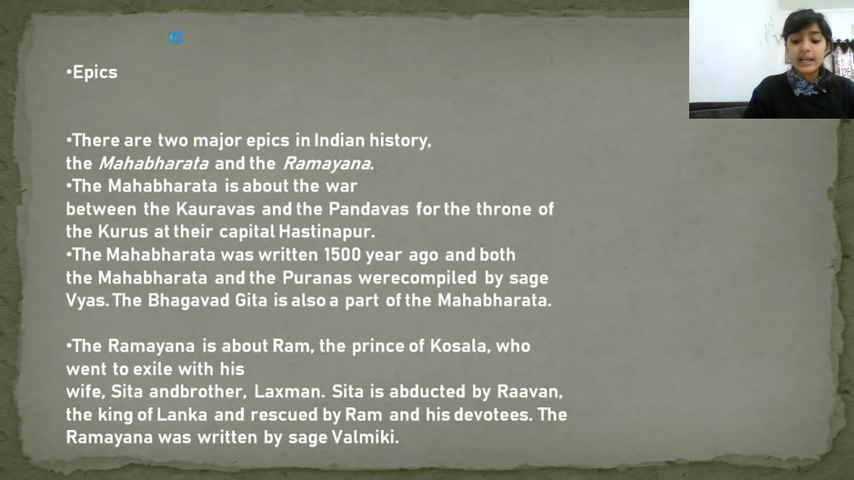 •Epics
•There are two major epics in Indian history,
the Mahabharata and the Ramayana.
•The Mahabharata is about the war
between the Kauravas and the Pandavas for the throne of
the Kurus at their capital Hastinapur.
•The Mahabharata was written 1500 year ago and both
the Mahabharata and the Puranas werecompiled by sage
Vyas. The Bhagavad Gita is also a part of the Mahabharata.
•The Ramayana is about Ram, the prince of Kosala, who
went to exile with his
wife, Sita andbrother, Laxman. Sita is abducted by Raavan,
the king of Lanka and rescued by Ram and his devotees. The
Ramayana was written by sage Valmiki.